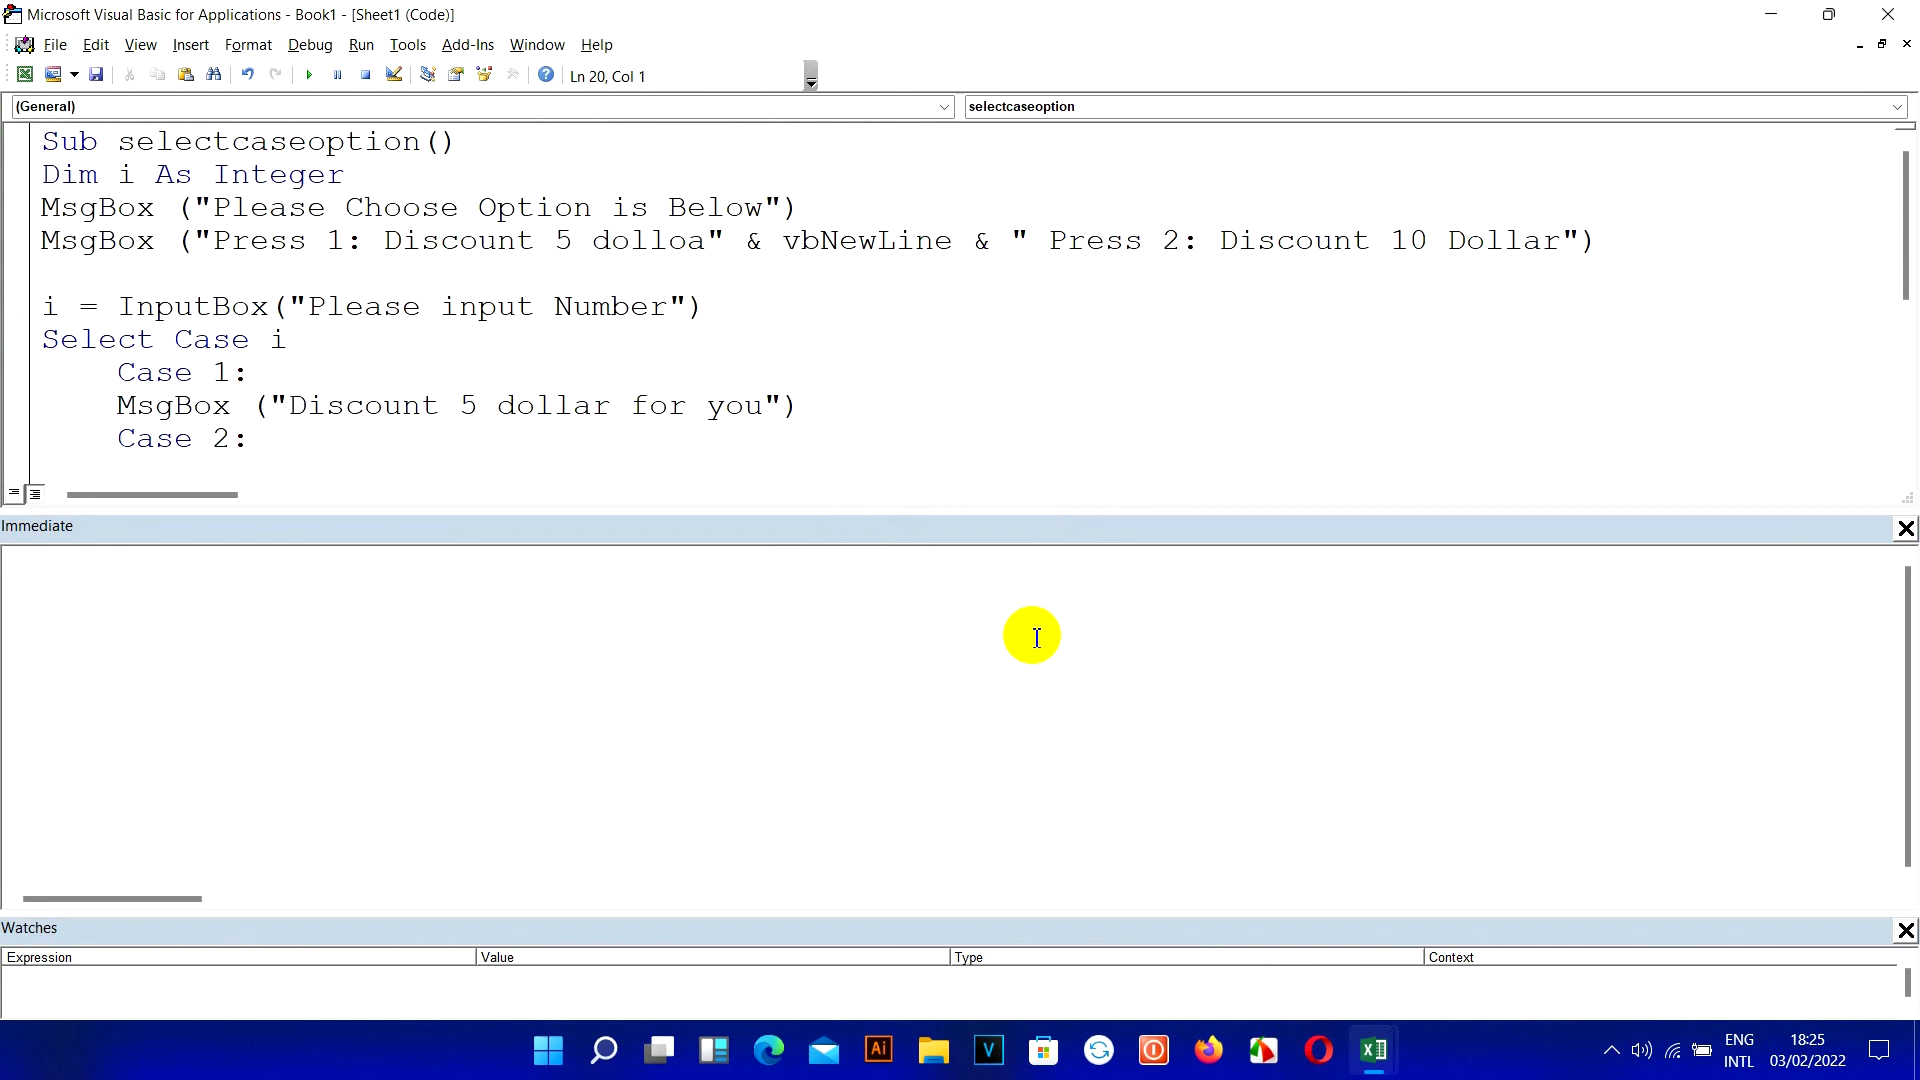 Microsoft Visual Basic for Applications - Book1 - [Sheet1 (Code)]
File Edit View Insert Format Debug Run Tools Add-Ins Window Help
Ln 20, Col 1
(General) selectcaseoption
Sub selectcaseoption()
Dim i As Integer
MsgBox ("Please Choose Option is Below")
MsgBox ("Press 1: Discount 5 dolloa" & vbNewLine & " Press 2: Discount 10 Dollar")
i = InputBox("Please input Number")
Select Case i
Case 1:
MsgBox ("Discount 5 dollar for you")
Case 2:
Immediate
Watches
Expression Value Type Context
Ai V
ENG 18:25
INTL 03/02/2022